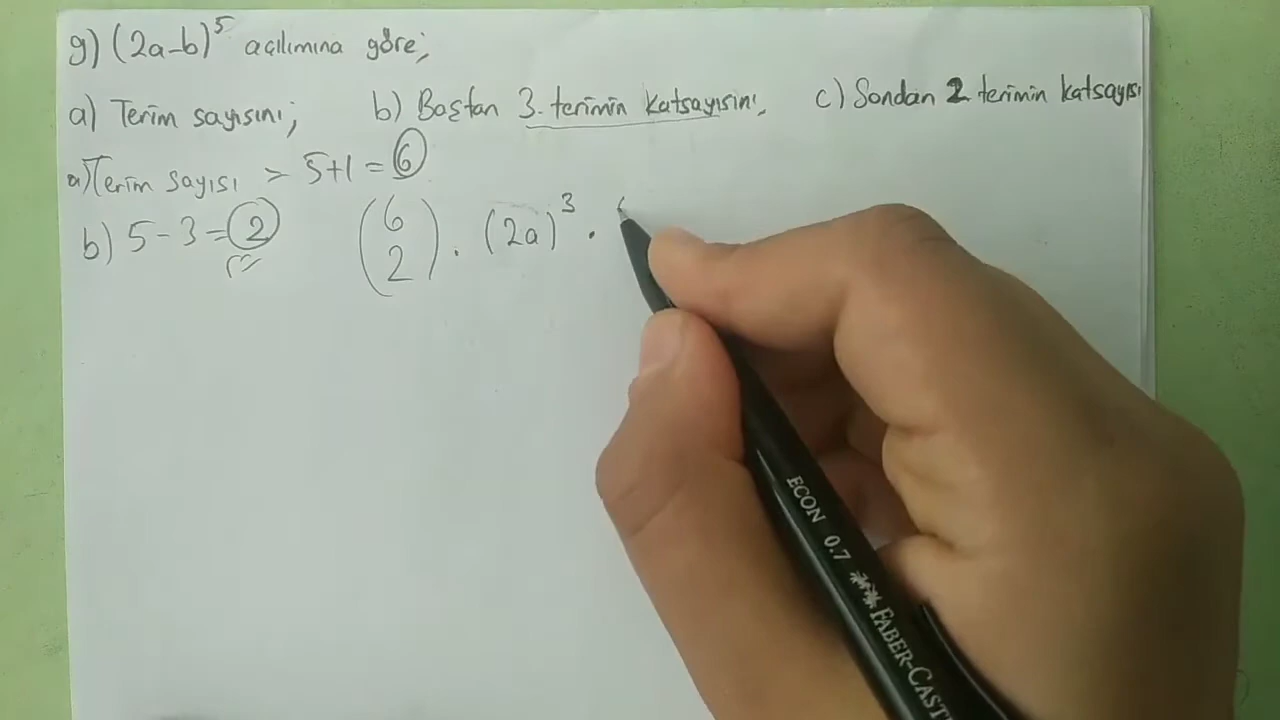 g) (2a-b)⁵ açılımına göre;
a) Terim sayısını; b) Baştan 3. terimin katsayısını, c) Sondan 2 terimin katsayısı
a) Terim sayısı > 5+1 = 6
b) 5-3=2 (6 2) . (2a)³ .
ECON 0.7 FABER-CAST